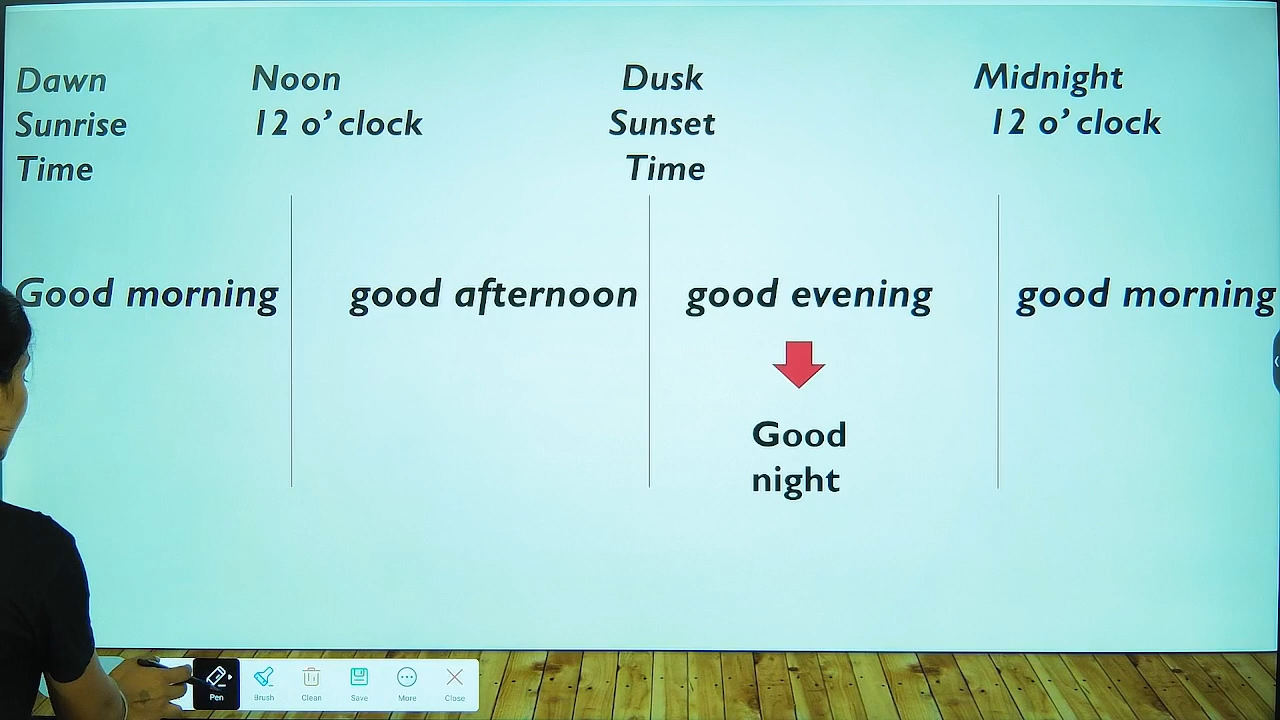 Dawn
Sunrise
Time
Noon
12 o’ clock
Dusk
Sunset
Time
Midnight
12 o’ clock
Good morning
good afternoon
good evening
good morning
Good
night
Pen
Brush
Clean
Save
More
Close